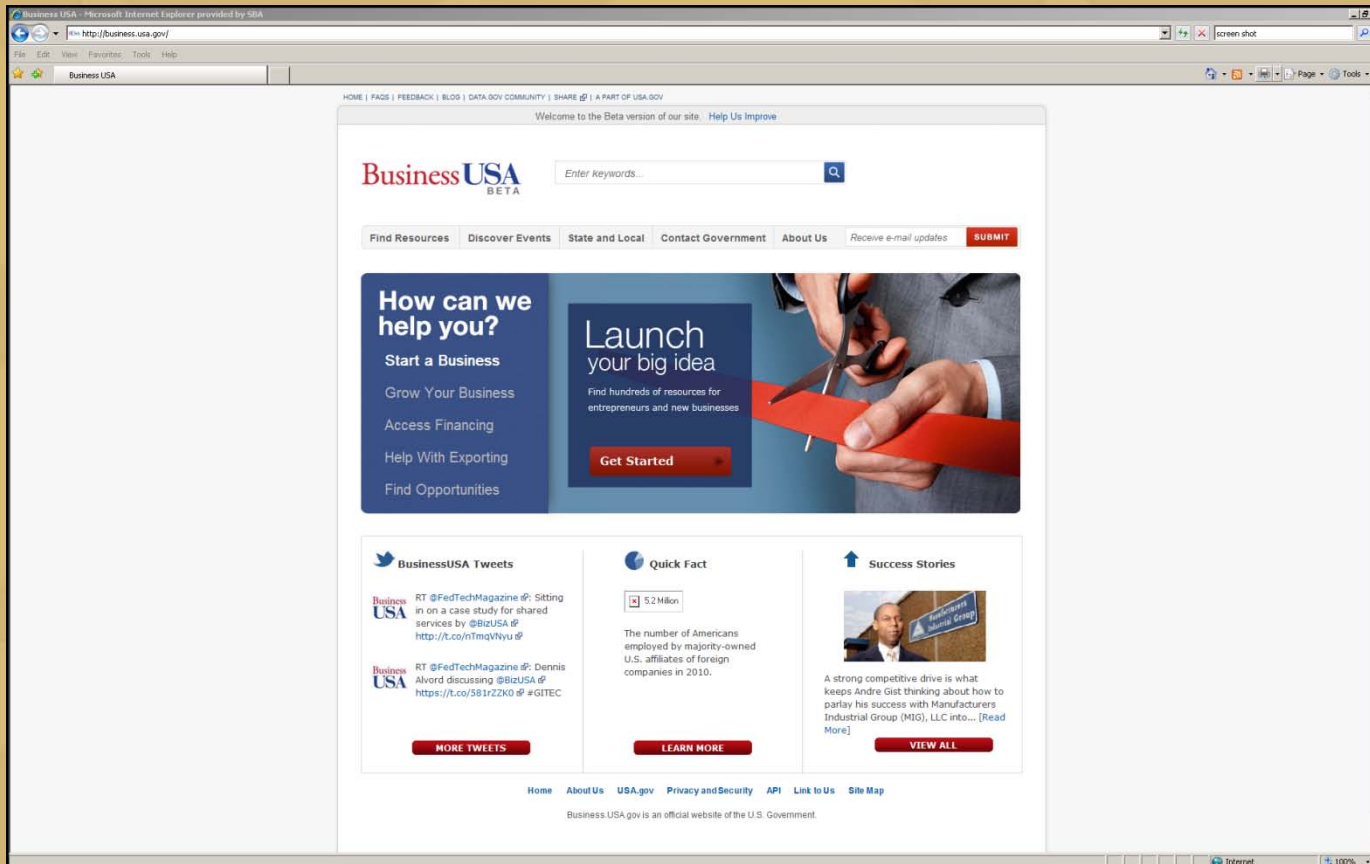 Business USA - Microsoft Internet Explorer provided by SBA
http://business.usa.gov/
screen shot
File Edit View Favorites Tools Help
Business USA
Page Tools
HOME | FAQS | FEEDBACK | BLOG | DATA.GOV COMMUNITY | SHARE | A PART OF USA.GOV
Welcome to the Beta version of our site. Help Us Improve
Business USA
BETA
Enter keywords...
Find Resources Discover Events State and Local Contact Government About Us Receive e-mail updates SUBMIT
How can we
help you?
Start a Business
Grow Your Business
Access Financing
Help With Exporting
Find Opportunities
Launch
your big idea
Find hundreds of resources for
entrepreneurs and new businesses
Get Started
BusinessUSA Tweets
Business
USA
RT @FedTechMagazine: Sitting
in on a case study for shared
services by @BizUSA
http://t.co/nTmqVNyu
Business
USA
RT @FedTechMagazine: Dennis
Alvord discussing @BizUSA
https://t.co/581rZZK0 #GITEC
MORE TWEETS
Quick Fact
5.2 Million
The number of Americans
employed by majority-owned
U.S. affiliates of foreign
companies in 2010.
LEARN MORE
Success Stories
Manufacturers
Industrial Group
A strong competitive drive is what
keeps Andre Gist thinking about how to
parlay his success with Manufacturers
Industrial Group (MIG), LLC into... [Read
More]
VIEW ALL
Home About Us USA.gov Privacy and Security API Link to Us Site Map
Business.USA.gov is an official website of the U.S. Government.
Internet 100%